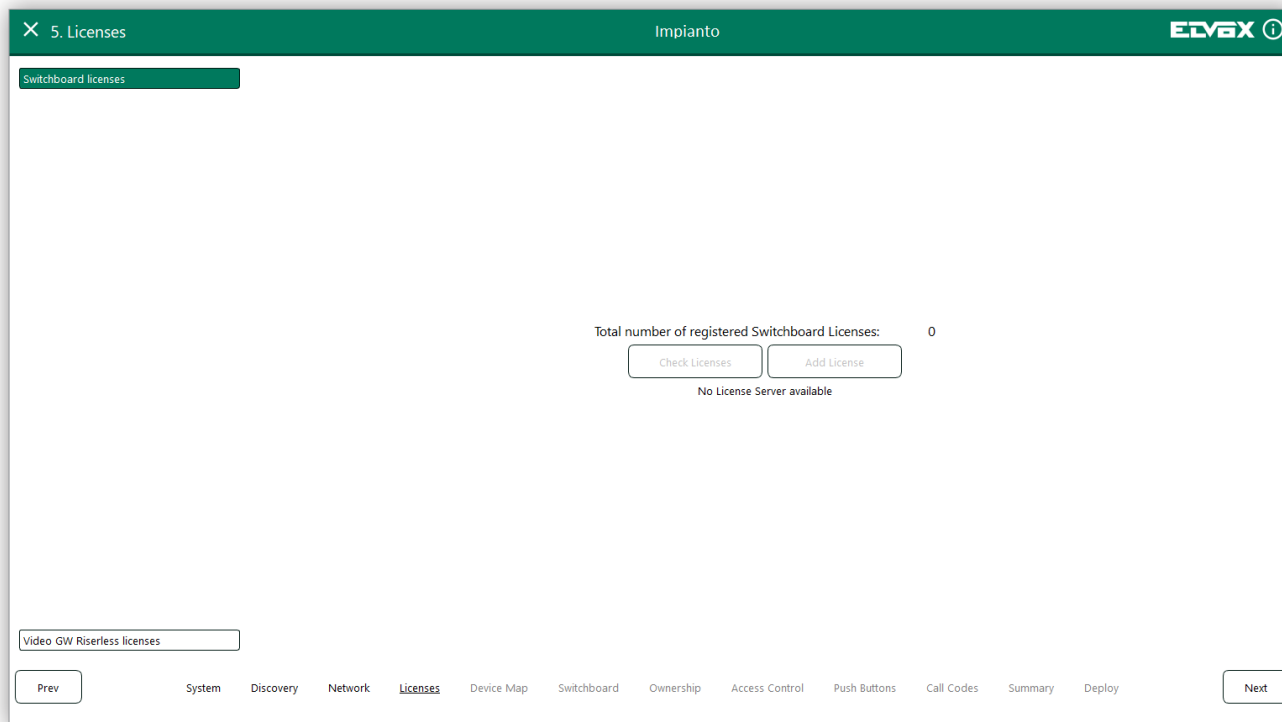 5. Licenses
Impianto
ELVOX
Switchboard licenses
Total number of registered Switchboard Licenses: 0
Check Licenses Add License
No License Server available
Video GW Riserless licenses
Prev System Discovery Network Licenses Device Map Switchboard Ownership Access Control Push Buttons Call Codes Summary Deploy Next